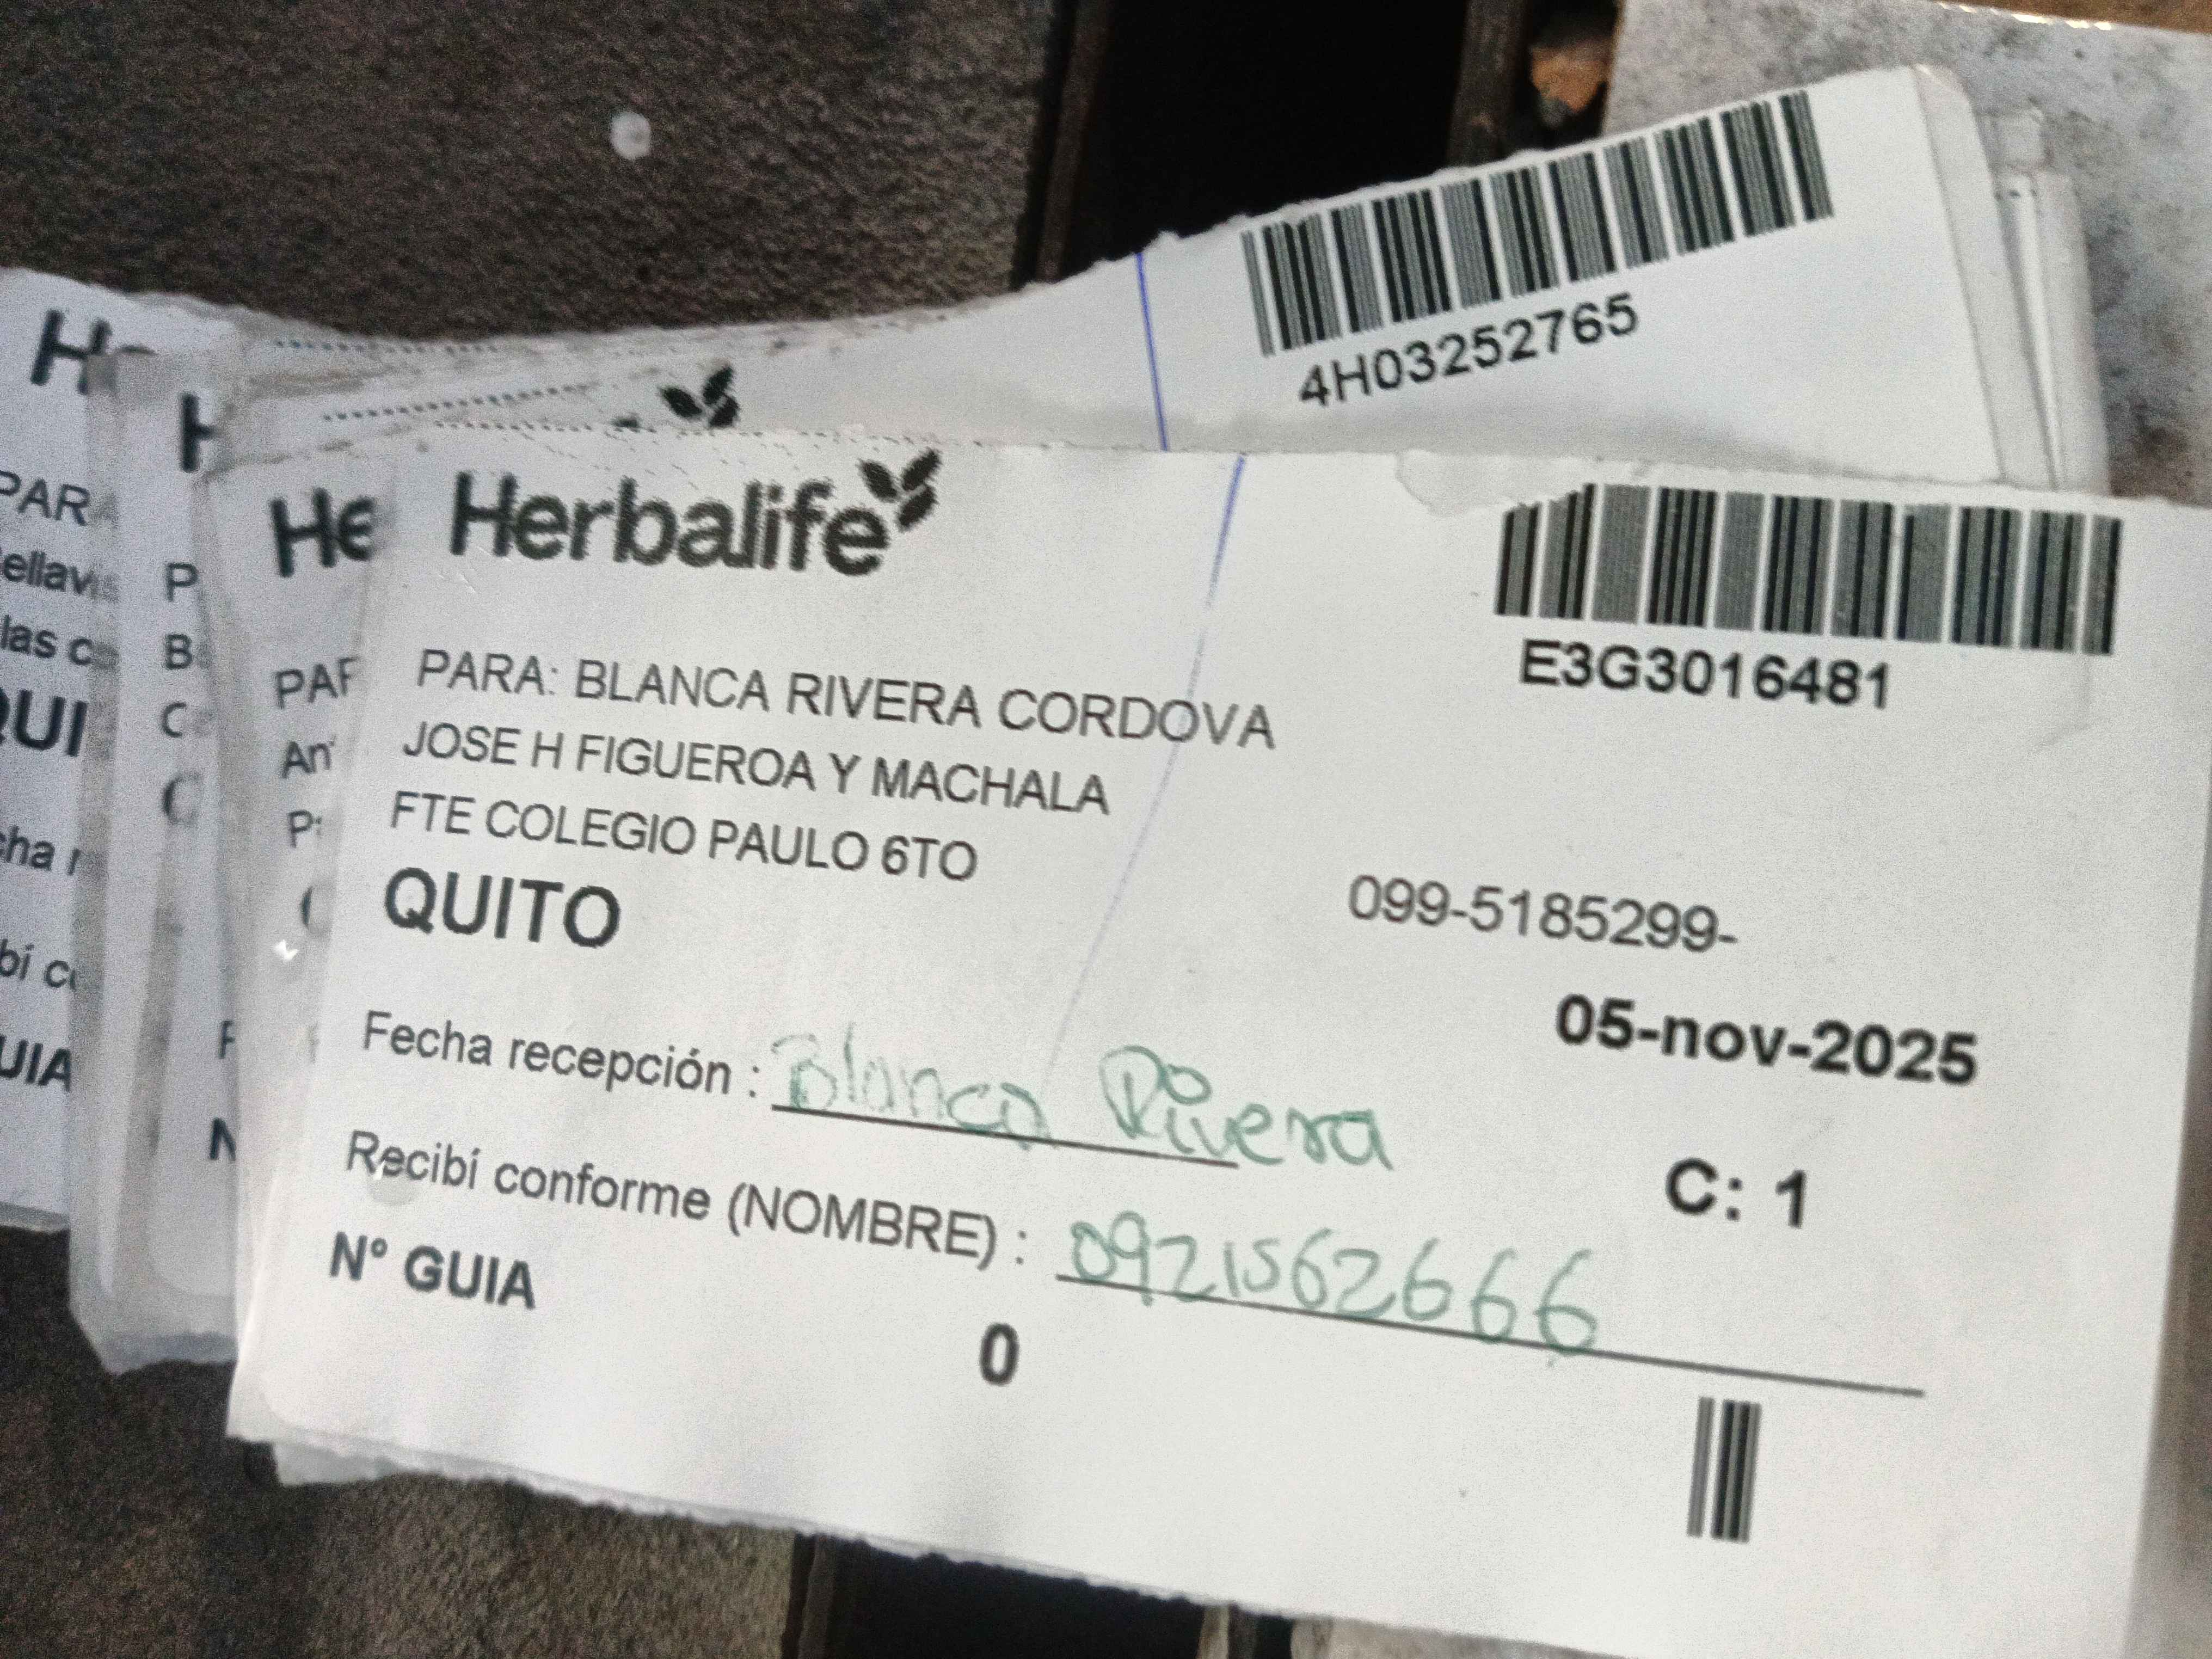 4H03252765
Herbalife
E3G3016481
PARA: BLANCA RIVERA CORDOVA
JOSE H FIGUEROA Y MACHALA
FTE COLEGIO PAULO 6TO
QUITO
099-5185299-
05-nov-2025
Fecha recepción : Blanca Rivera
C: 1
Recibí conforme (NOMBRE) : 0921562666
N° GUIA
0